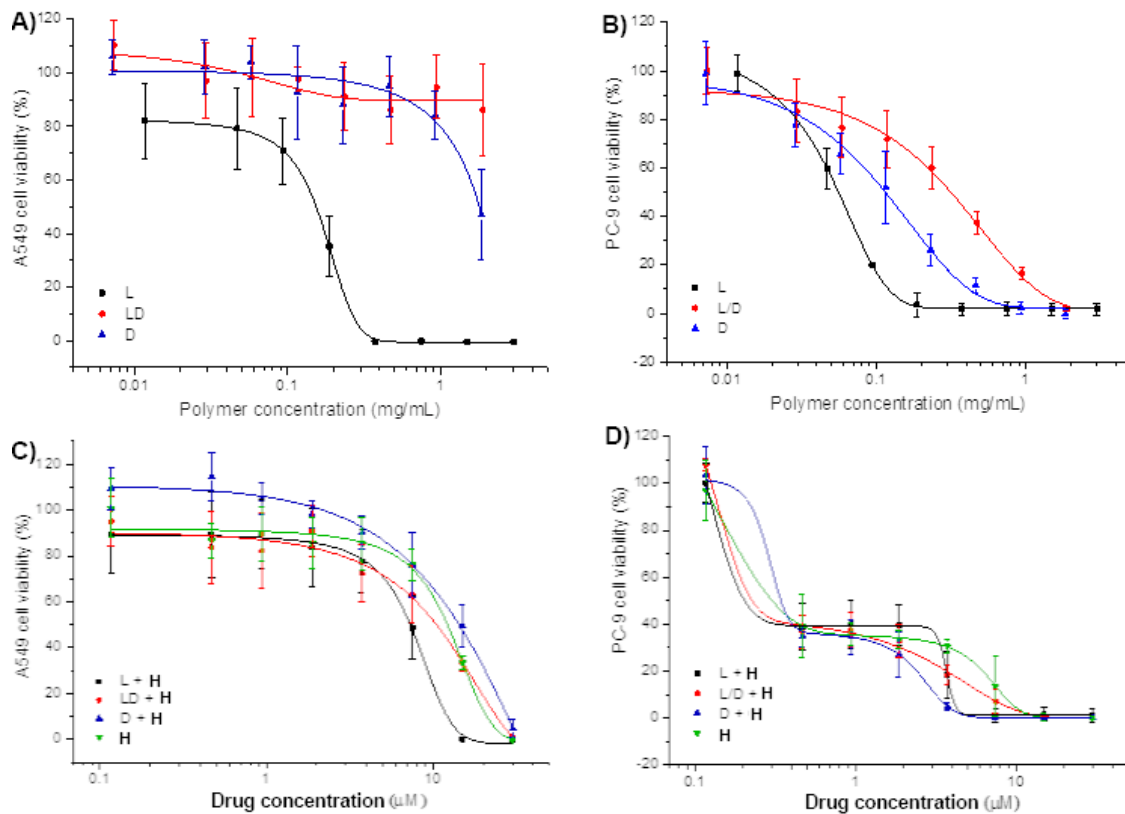 A)
A549 cell viability (%)
120
100
80
60
40
20
0
L
LD
D
0.01
0.1
1
Polymer concentration (mg/mL)
B)
PC-9 cell viability (%)
120
100
80
60
40
20
0
-20
L
L/D
D
0.01
0.1
1
Polymer concentration (mg/mL)
C)
A549 cell viability (%)
120
100
80
60
40
20
0
L + H
LD + H
D + H
H
0.1
1
10
Drug concentration (µM)
D)
PC-9 cell viability (%)
120
100
80
60
40
20
0
-20
L + H
L/D + H
D + H
H
0.1
1
10
Drug concentration (µM)